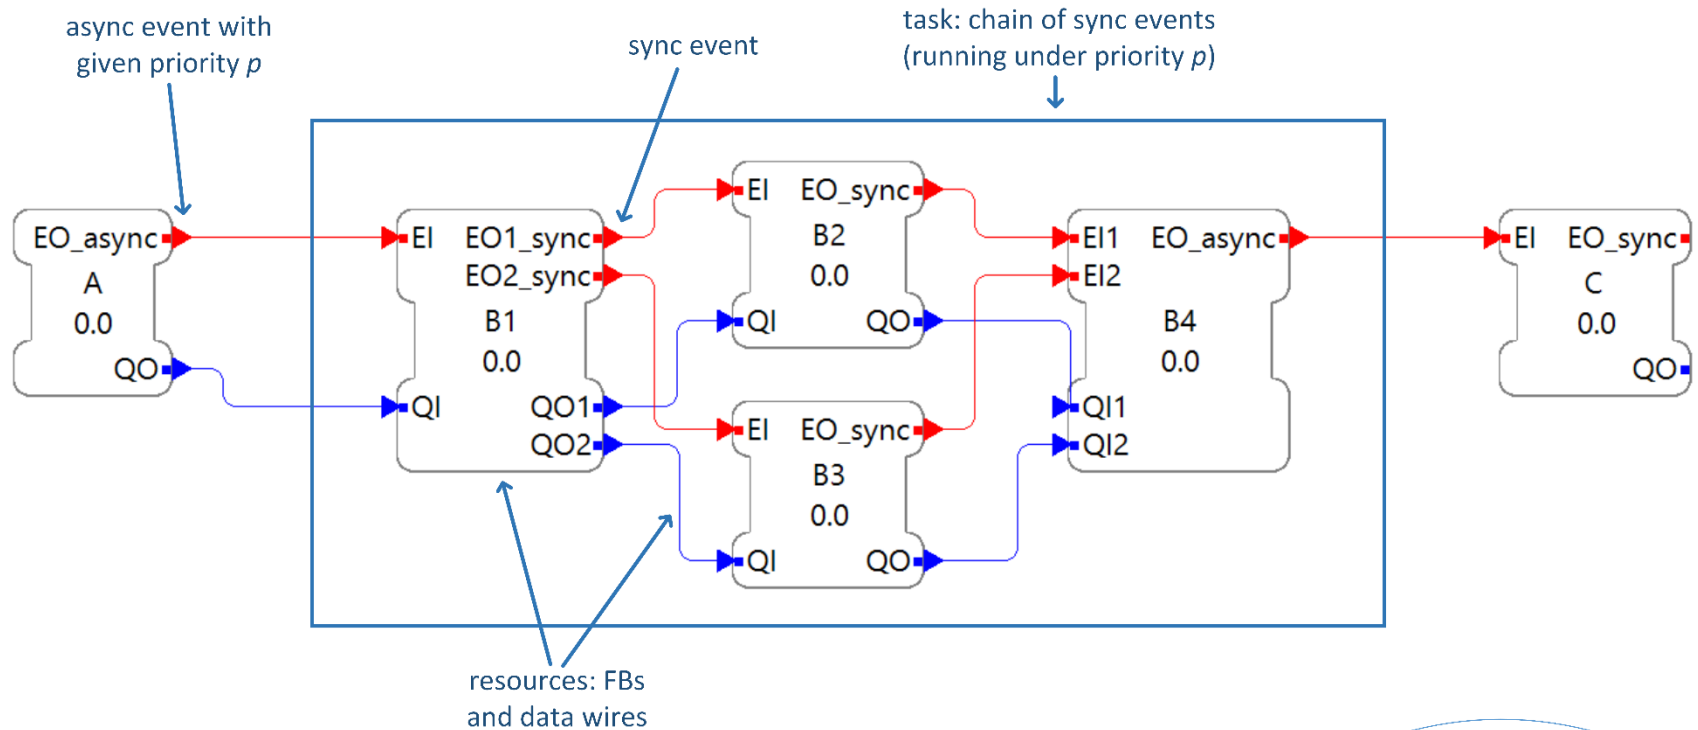 async event with
given priority p
sync event
task: chain of sync events
(running under priority p)
EO_async
A
0.0
QO
EI
EO1_sync
EO2_sync
B1
0.0
QI
QO1
QO2
EI
EO_sync
B2
0.0
QI
QO
EI
EO_sync
B3
0.0
QI
QO
EI1
EO_async
EI2
B4
0.0
QI1
QI2
EI
EO_sync
C
0.0
QO
resources: FBs
and data wires